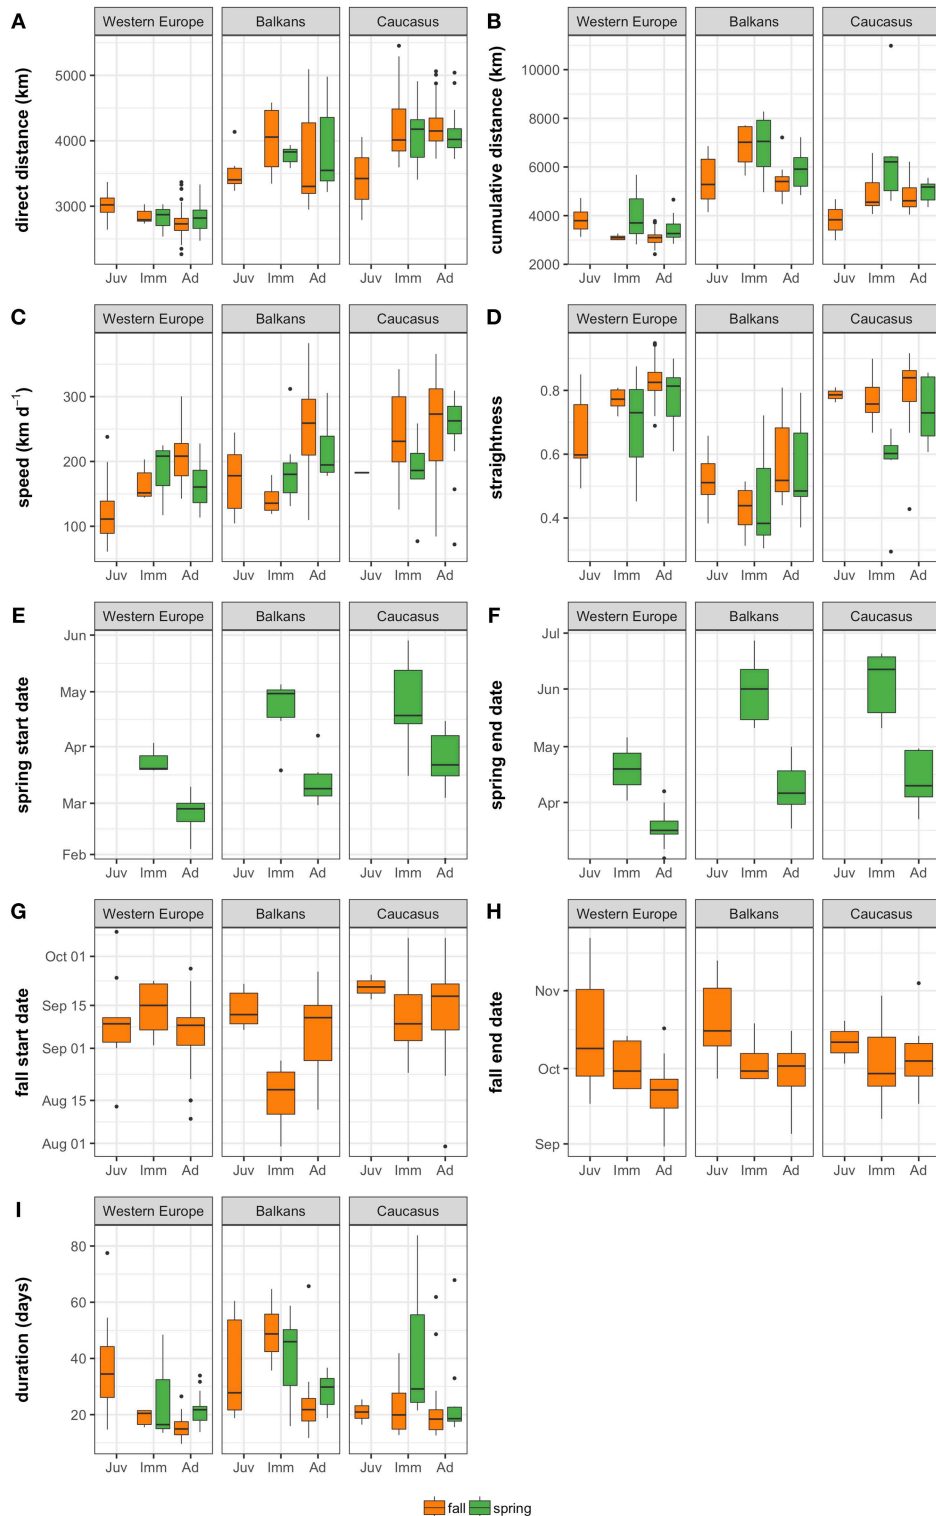 A
Western Europe Balkans Caucasus
direct distance (km)
5000
4000
3000
Juv Imm Ad Juv Imm Ad Juv Imm Ad
B
Western Europe Balkans Caucasus
cumulative distance (km)
10000
8000
6000
4000
2000
Juv Imm Ad Juv Imm Ad Juv Imm Ad
C
Western Europe Balkans Caucasus
speed (km d⁻¹)
300
200
100
Juv Imm Ad Juv Imm Ad Juv Imm Ad
D
Western Europe Balkans Caucasus
straightness
0.8
0.6
0.4
Juv Imm Ad Juv Imm Ad Juv Imm Ad
E
Western Europe Balkans Caucasus
spring start date
Jun
May
Apr
Mar
Feb
Juv Imm Ad Juv Imm Ad Juv Imm Ad
F
Western Europe Balkans Caucasus
spring end date
Jul
Jun
May
Apr
Juv Imm Ad Juv Imm Ad Juv Imm Ad
G
Western Europe Balkans Caucasus
fall start date
Oct 01
Sep 15
Sep 01
Aug 15
Aug 01
Juv Imm Ad Juv Imm Ad Juv Imm Ad
H
Western Europe Balkans Caucasus
fall end date
Nov
Oct
Sep
Juv Imm Ad Juv Imm Ad Juv Imm Ad
I
Western Europe Balkans Caucasus
duration (days)
80
60
40
20
Juv Imm Ad Juv Imm Ad Juv Imm Ad
fall spring